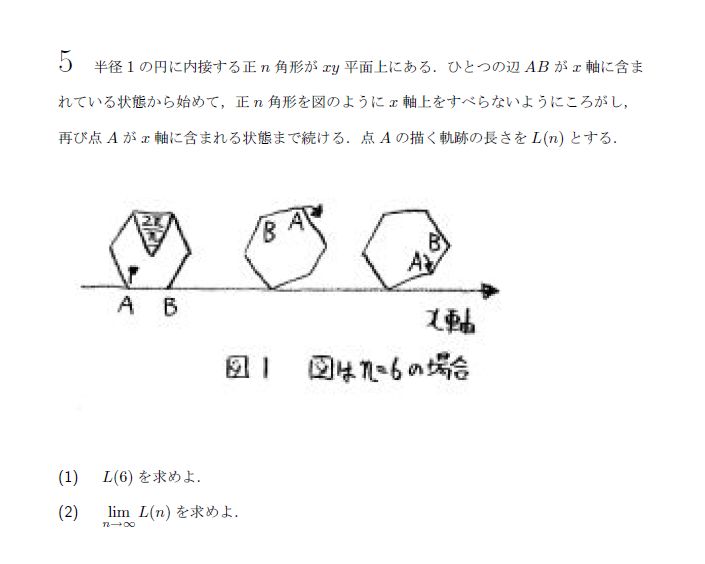 5 半径 1 の円に内接する正 n 角形が xy 平面上にある．ひとつの辺 AB が x 軸に含ま
れている状態から始めて，正 n 角形を図のように x 軸上をすべらないようにころがし，
再び点 A が x 軸に含まれる状態まで続ける．点 A の描く軌跡の長さを L(n) とする．
2π/n
B A
B
A
A B
x軸
図1 図はn=6の場合
(1) L(6) を求めよ．
(2) lim_{n→∞} L(n) を求めよ．